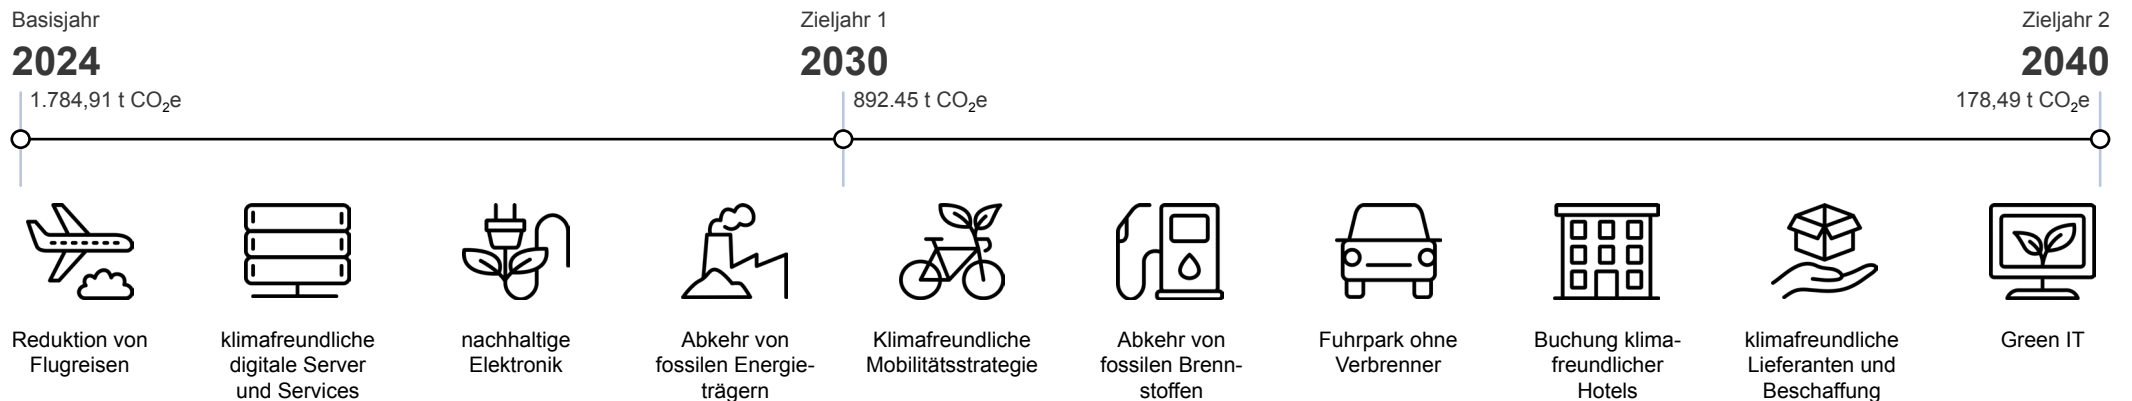 Basisjahr
2024
1.784,91 t CO₂e
Zieljahr 1
2030
892.45 t CO₂e
Zieljahr 2
2040
178,49 t CO₂e
Reduktion von
Flugreisen
klimafreundliche
digitale Server
und Services
nachhaltige
Elektronik
Abkehr von
fossilen Energie-
trägern
Klimafreundliche
Mobilitätsstrategie
Abkehr von
fossilen Brenn-
stoffen
Fuhrpark ohne
Verbrenner
Buchung klima-
freundlicher
Hotels
klimafreundliche
Lieferanten und
Beschaffung
Green IT